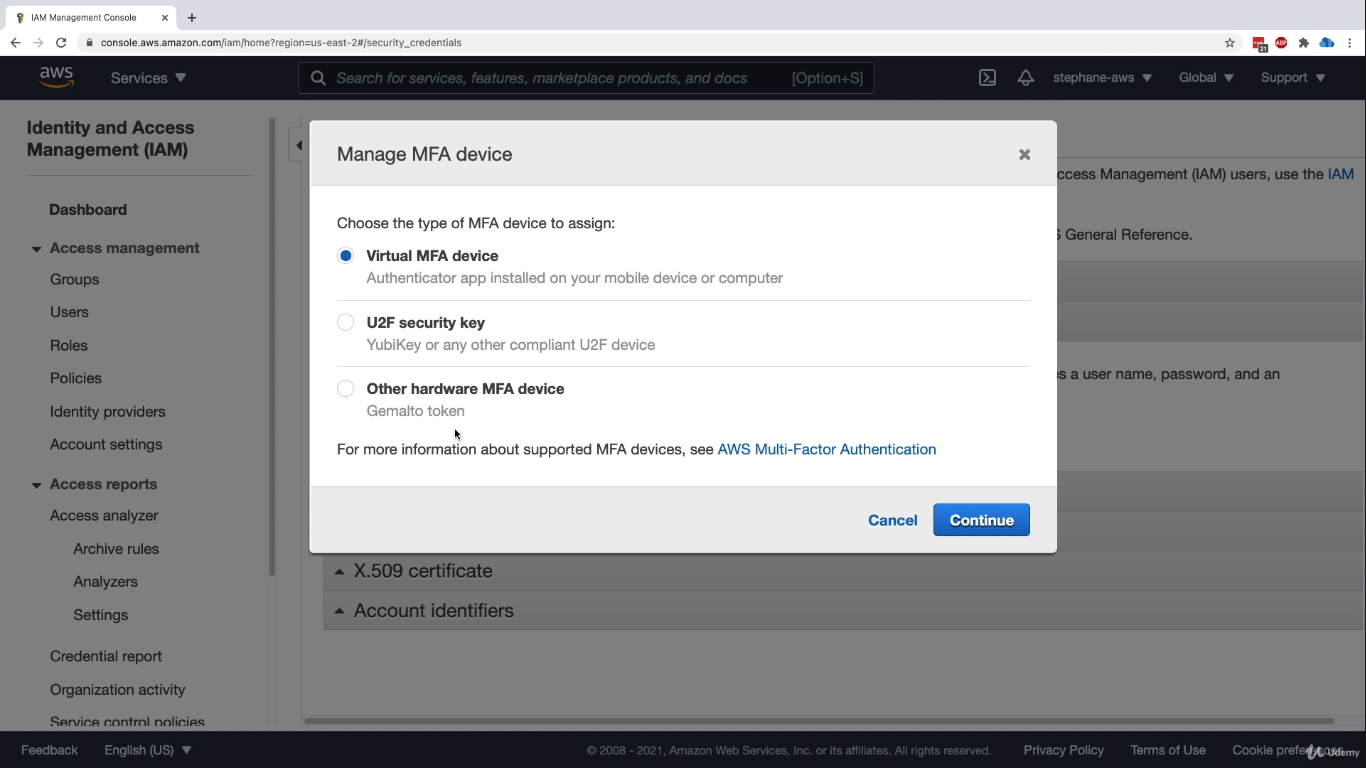 IAM Management Console
console.aws.amazon.com/iam/home?region=us-east-2#/security_credentials
21
ABP
aws
Services
Search for services, features, marketplace products, and docs
[Option+S]
stephane-aws
Global
Support
Identity and Access
Management (IAM)
Dashboard
Access management
Groups
Users
Roles
Policies
Identity providers
Account settings
Access reports
Access analyzer
Archive rules
Analyzers
Settings
Credential report
Organization activity
Service control policies
Manage MFA device
Choose the type of MFA device to assign:
Virtual MFA device
Authenticator app installed on your mobile device or computer
U2F security key
YubiKey or any other compliant U2F device
Other hardware MFA device
Gemalto token
For more information about supported MFA devices, see AWS Multi-Factor Authentication
Cancel
Continue
Management (IAM) users, use the IAM
General Reference.
a user name, password, and an
X.509 certificate
Account identifiers
Feedback
English (US)
© 2008 - 2021, Amazon Web Services, Inc. or its affiliates. All rights reserved.
Privacy Policy
Terms of Use
Cookie
Udemy